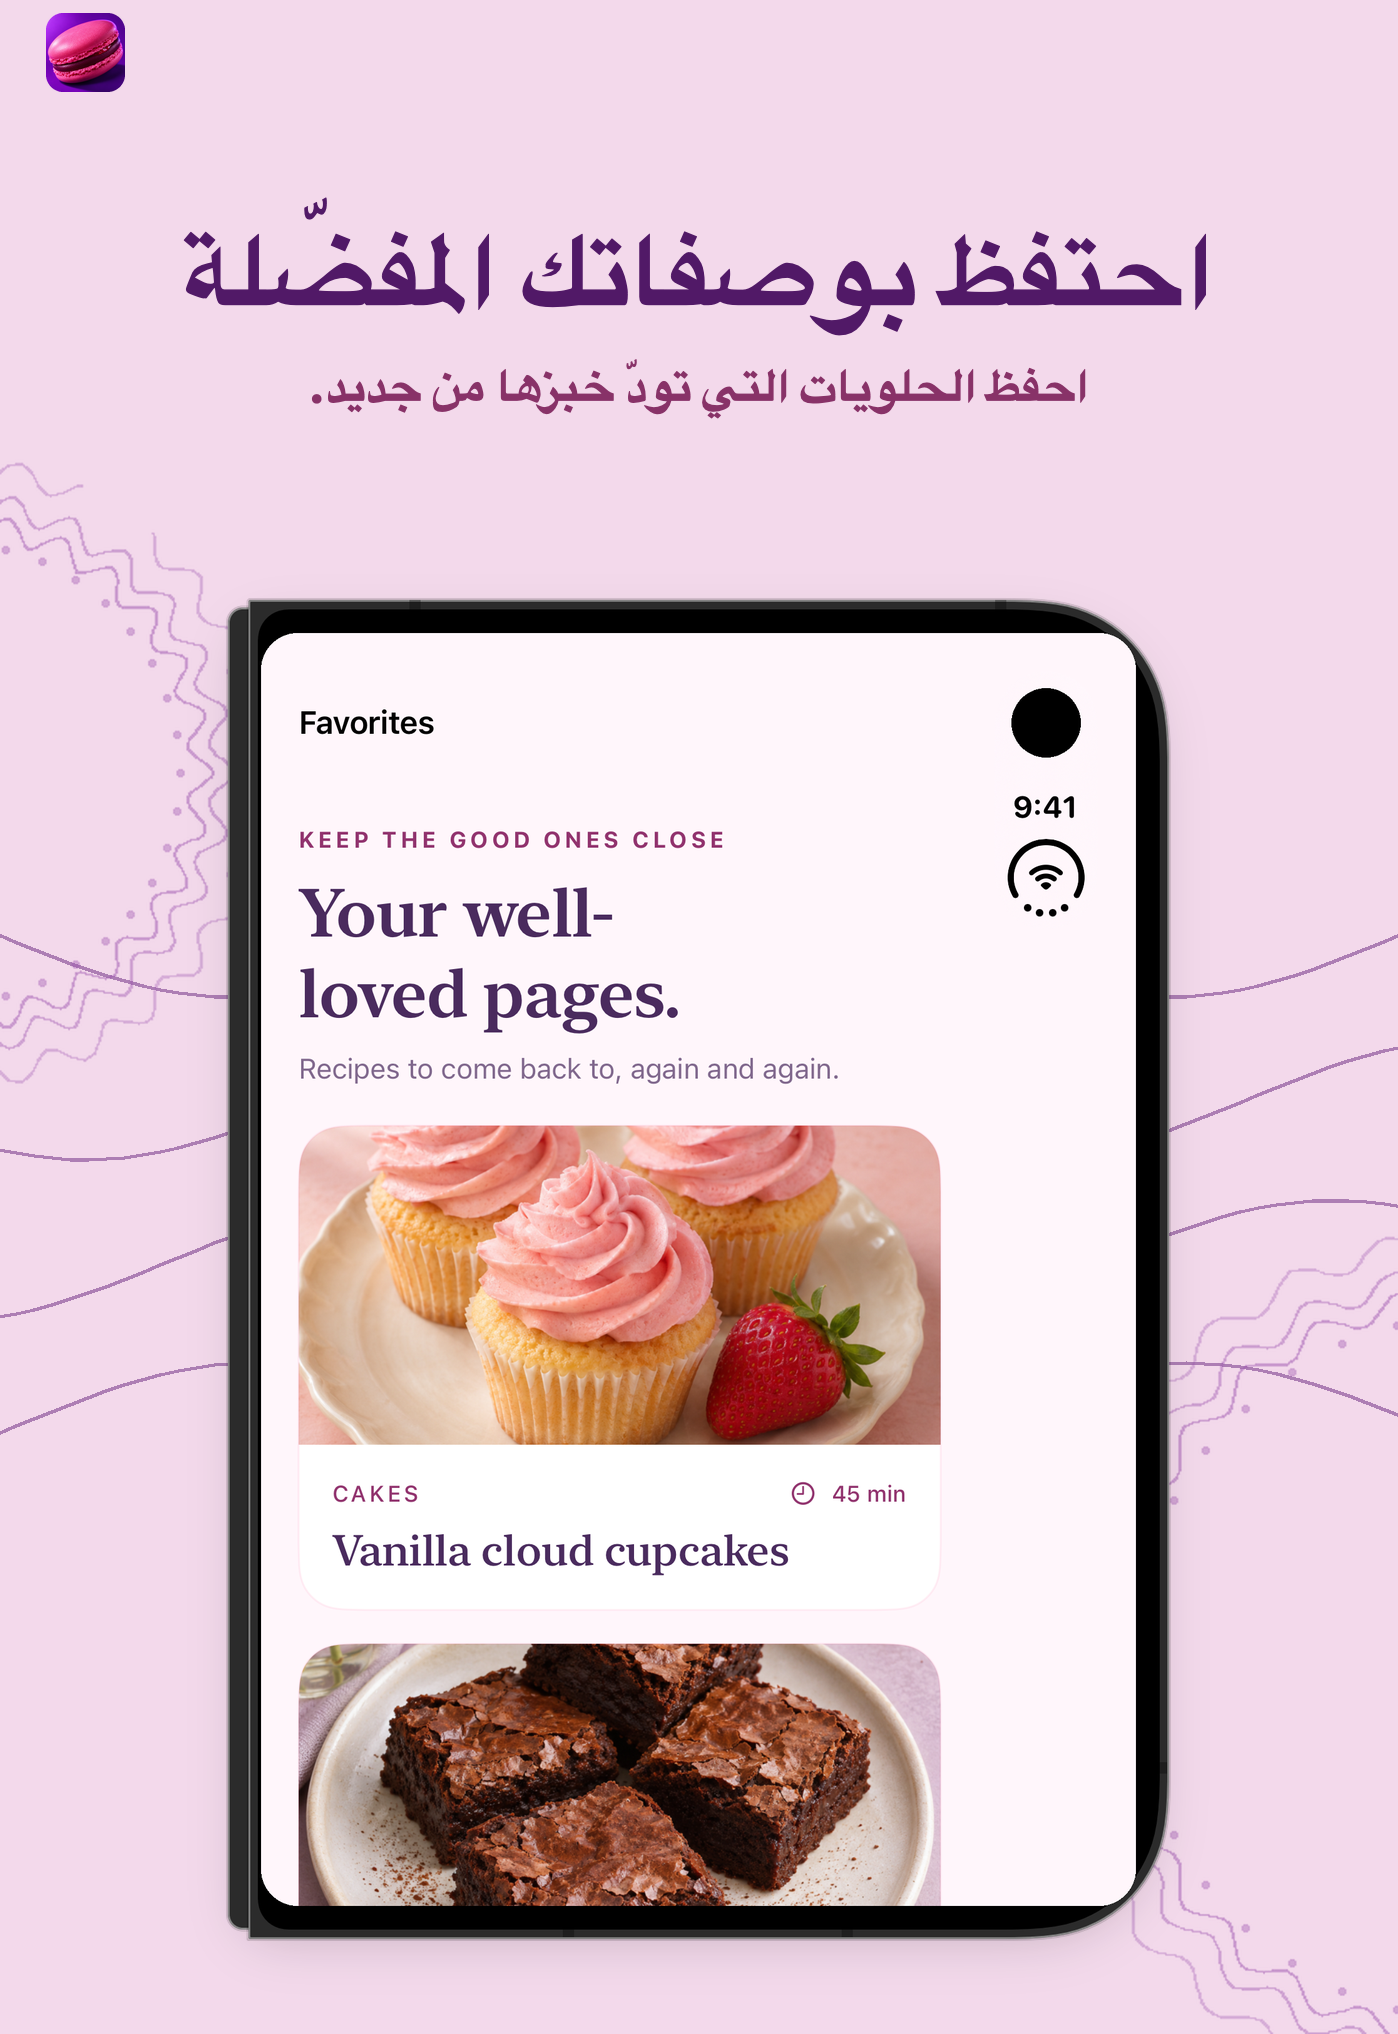 احتفظ بوصفاتك المفضّلة
احفظ الحلويات التي تودّ خبزها من جديد.
Favorites
9:41
KEEP THE GOOD ONES CLOSE
Your well-
loved pages.
Recipes to come back to, again and again.
CAKES 45 min
Vanilla cloud cupcakes